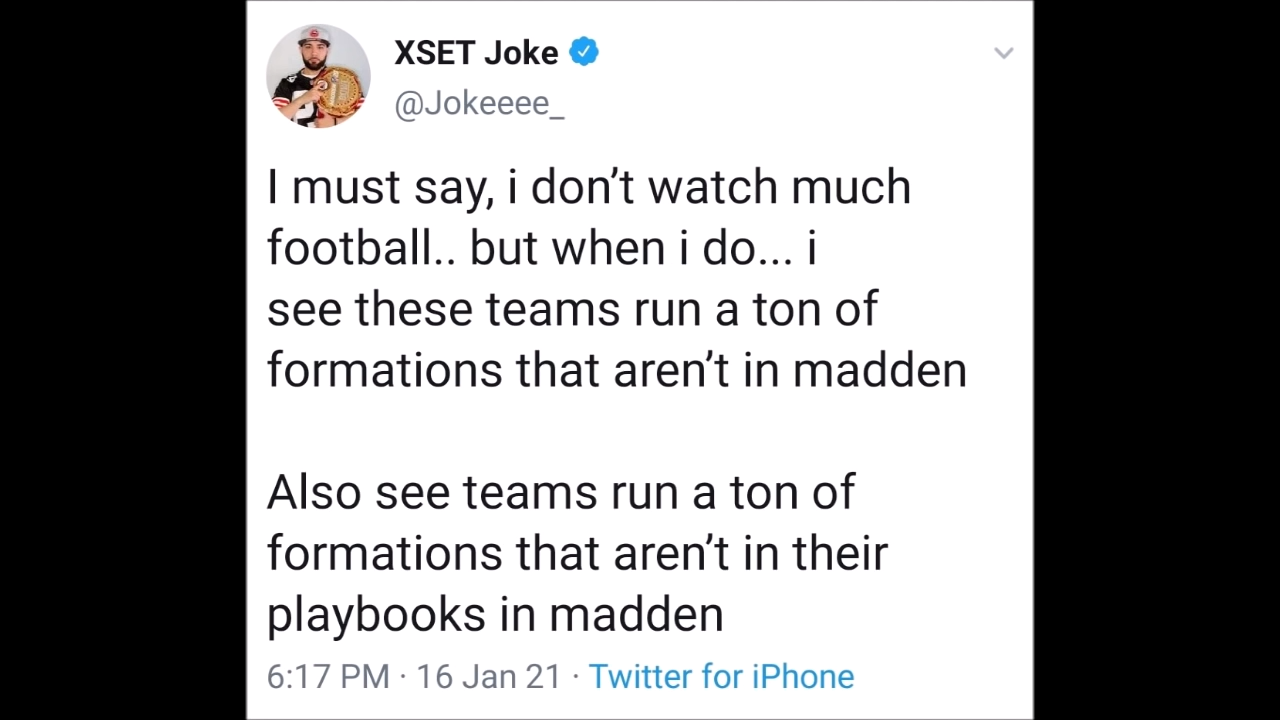 XSET Joke
@Jokeeee_
I must say, i don’t watch much
football.. but when i do... i
see these teams run a ton of
formations that aren’t in madden
Also see teams run a ton of
formations that aren’t in their
playbooks in madden
6:17 PM · 16 Jan 21 · Twitter for iPhone